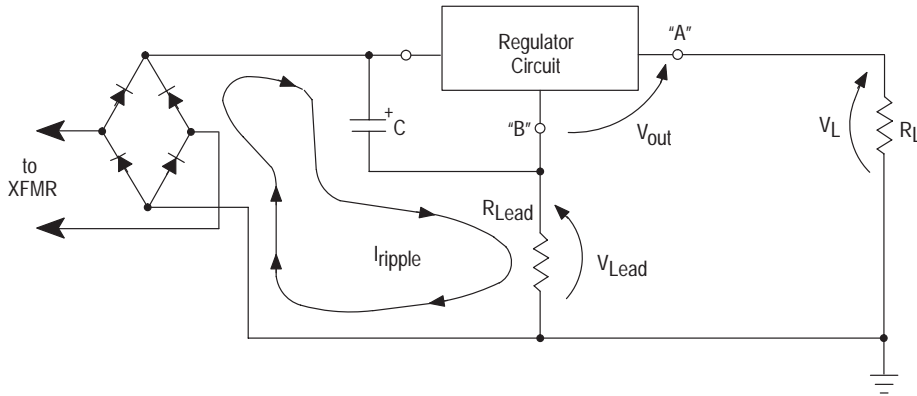 Regulator
Circuit
"A"
+
C
"B"
Vout
VL
RL
to
XFMR
RLead
Iripple
VLead